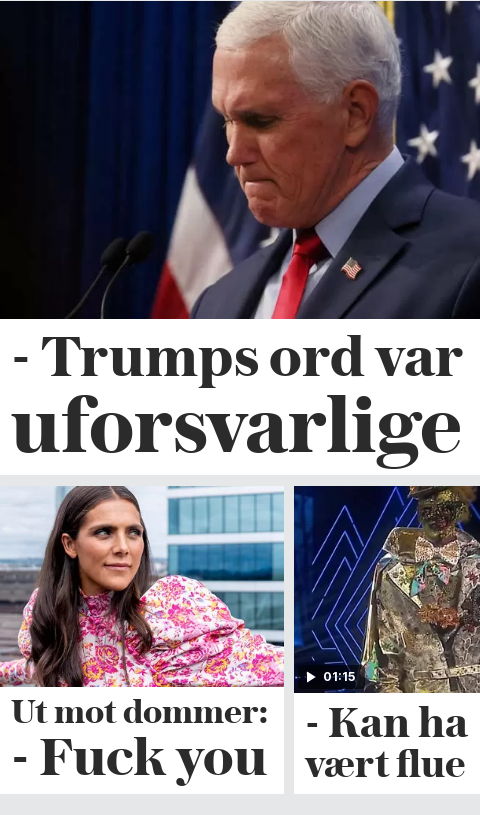 - Trumps ord var
uforsvarlige
Ut mot dommer:
- Fuck you
01:15
- Kan ha
vært flue